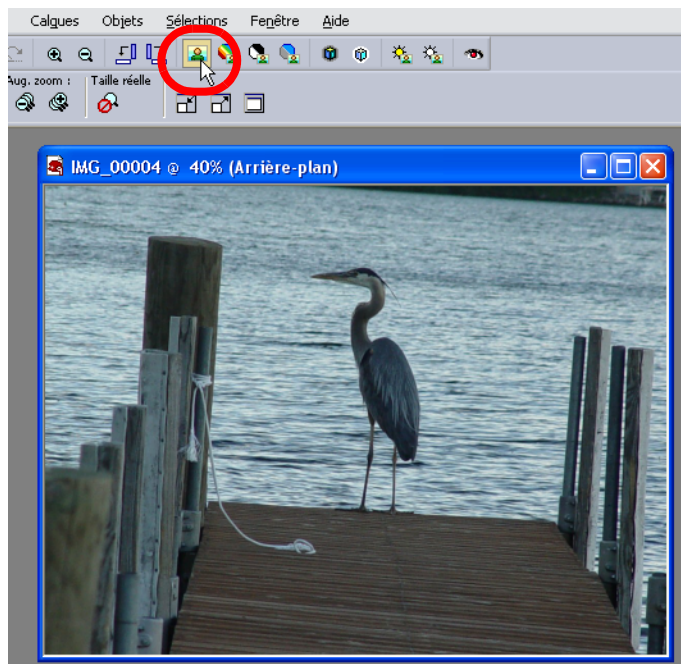 Calques Objets Sélections Fenêtre Aide
Aug. zoom : Taille réelle
IMG_00004 @ 40% (Arrière-plan)